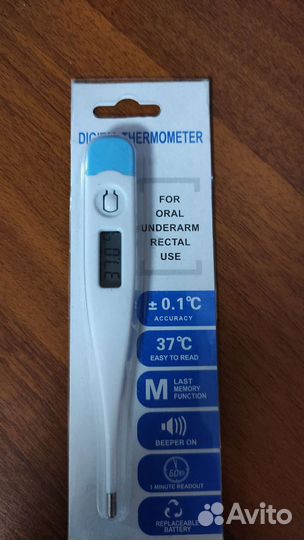 DIGITAL THERMOMETER
FOR
ORAL
UNDERARM
RECTAL
USE
± 0.1℃
ACCURACY
37℃
EASY TO READ
M
LAST
MEMORY
FUNCTION
BEEPER ON
60
1 MINUTE READOUT
REPLACEABLE
BATTERY
Avito